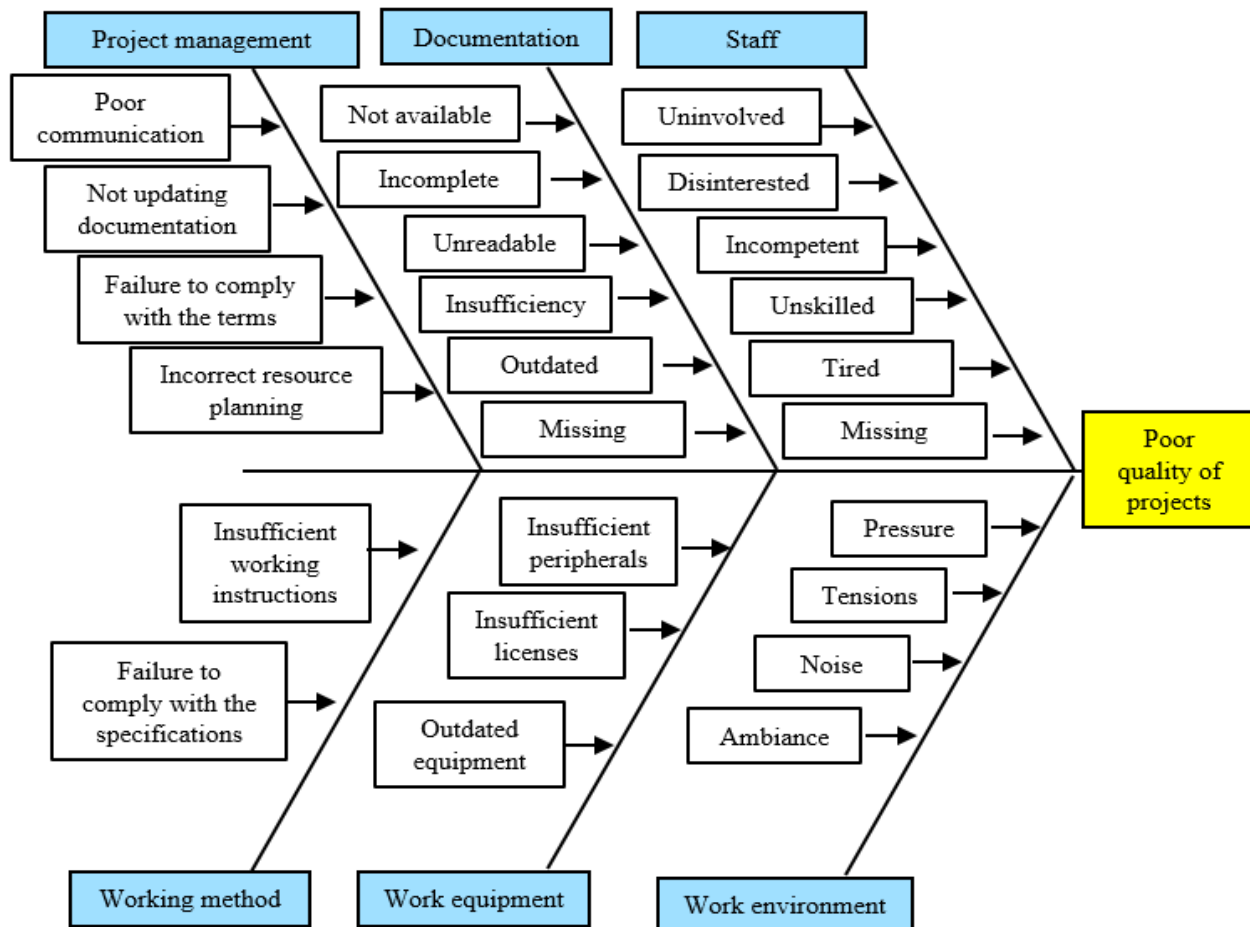 Project management
Documentation
Staff
Poor
communication
Not updating
documentation
Failure to comply
with the terms
Incorrect resource
planning
Not available
Incomplete
Unreadable
Insufficiency
Outdated
Missing
Uninvolved
Disinterested
Incompetent
Unskilled
Tired
Missing
Poor
quality of
projects
Insufficient
working
instructions
Failure to
comply with the
specifications
Insufficient
peripherals
Insufficient
licenses
Outdated
equipment
Pressure
Tensions
Noise
Ambiance
Working method
Work equipment
Work environment